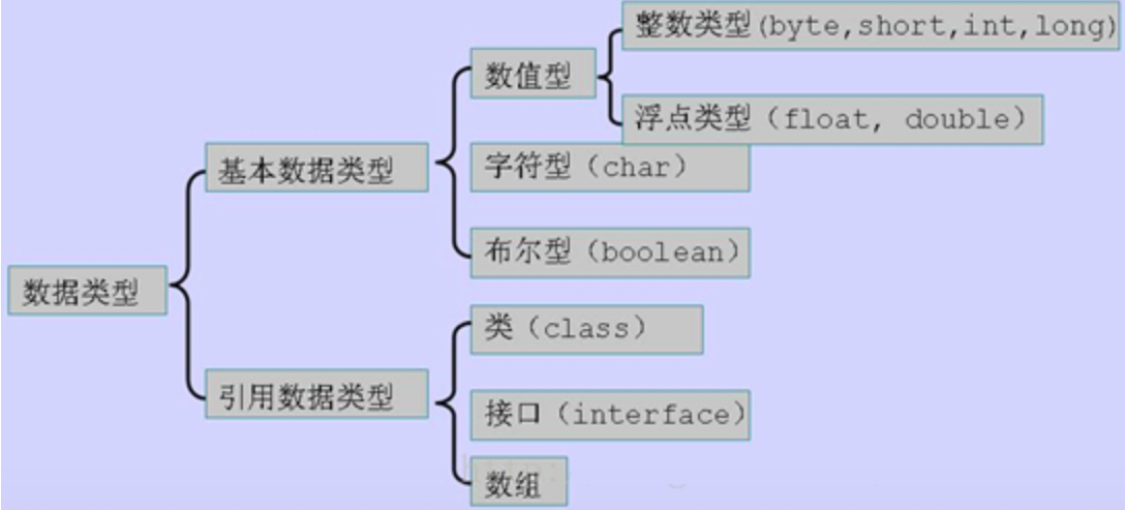 整数类型(byte,short,int,long)
数值型
浮点类型（float, double）
基本数据类型
字符型（char）
布尔型（boolean）
数据类型
类（class）
引用数据类型
接口（interface）
数组